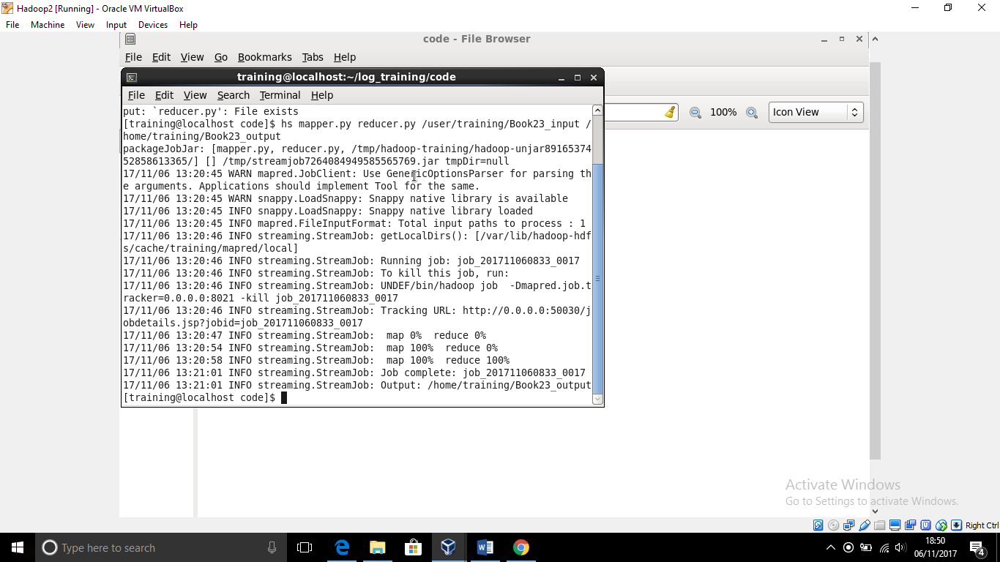 Hadoop2 [Running] - Oracle VM VirtualBox
File Machine View Input Devices Help
code - File Browser
File Edit View Go Bookmarks Tabs Help
training@localhost:~/log_training/code
File Edit View Search Terminal Help
100% Icon View
put: `reducer.py': File exists
[training@localhost code]$ hs mapper.py reducer.py /user/training/Book23_input /
home/training/Book23_output
packageJobJar: [mapper.py, reducer.py, /tmp/hadoop-training/hadoop-unjar89165374
52858613365/] [] /tmp/streamjob7264084949585565769.jar tmpDir=null
17/11/06 13:20:45 WARN mapred.JobClient: Use GenericOptionsParser for parsing th
e arguments. Applications should implement Tool for the same.
17/11/06 13:20:45 WARN snappy.LoadSnappy: Snappy native library is available
17/11/06 13:20:45 INFO snappy.LoadSnappy: Snappy native library loaded
17/11/06 13:20:45 INFO mapred.FileInputFormat: Total input paths to process : 1
17/11/06 13:20:46 INFO streaming.StreamJob: getLocalDirs(): [/var/lib/hadoop-hdf
s/cache/training/mapred/local]
17/11/06 13:20:46 INFO streaming.StreamJob: Running job: job_201711060833_0017
17/11/06 13:20:46 INFO streaming.StreamJob: To kill this job, run:
17/11/06 13:20:46 INFO streaming.StreamJob: UNDEF/bin/hadoop job  -Dmapred.job.t
racker=0.0.0.0:8021 -kill job_201711060833_0017
17/11/06 13:20:46 INFO streaming.StreamJob: Tracking URL: http://0.0.0.0:50030/j
obdetails.jsp?jobid=job_201711060833_0017
17/11/06 13:20:47 INFO streaming.StreamJob:  map 0%  reduce 0%
17/11/06 13:20:54 INFO streaming.StreamJob:  map 100%  reduce 0%
17/11/06 13:20:58 INFO streaming.StreamJob:  map 100%  reduce 100%
17/11/06 13:21:01 INFO streaming.StreamJob: Job complete: job_201711060833_0017
17/11/06 13:21:01 INFO streaming.StreamJob: Output: /home/training/Book23_output
[training@localhost code]$
Activate Windows
Go to Settings to activate Windows.
Right Ctrl
Type here to search
18:50
06/11/2017
4